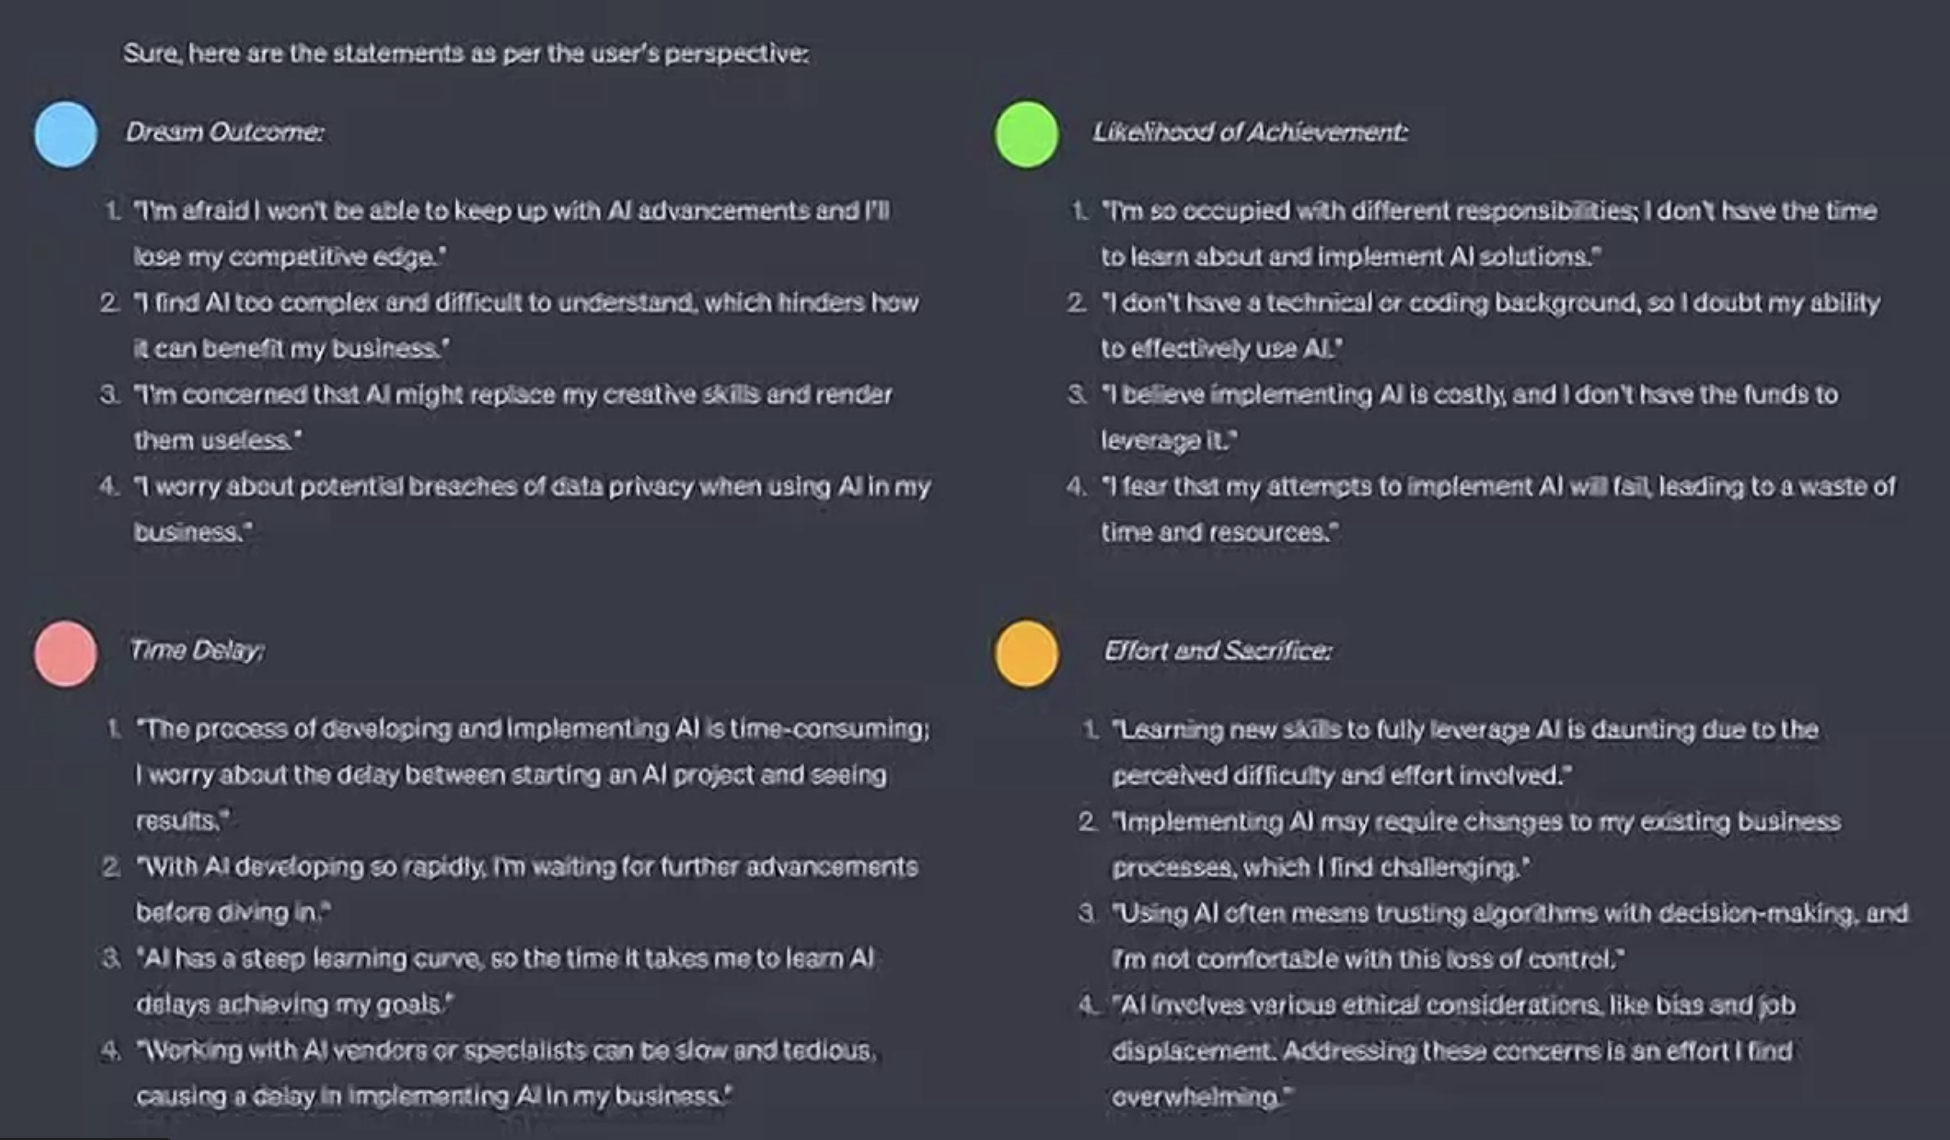 Sure, here are the statements as per the user's perspective:
Dream Outcome:
1. "I'm afraid I won't be able to keep up with AI advancements and I'll
lose my competitive edge."
2. "I find AI too complex and difficult to understand, which hinders how
it can benefit my business."
3. "I'm concerned that AI might replace my creative skills and render
them useless."
4. "I worry about potential breaches of data privacy when using AI in my
business."
Likelihood of Achievement:
1. "I'm so occupied with different responsibilities; I don't have the time
to learn about and implement AI solutions."
2. "I don't have a technical or coding background, so I doubt my ability
to effectively use AI."
3. "I believe implementing AI is costly, and I don't have the funds to
leverage it."
4. "I fear that my attempts to implement AI will fail, leading to a waste of
time and resources."
Time Delay:
1. "The process of developing and implementing AI is time-consuming;
I worry about the delay between starting an AI project and seeing
results."
2. "With AI developing so rapidly, I'm waiting for further advancements
before diving in."
3. "AI has a steep learning curve, so the time it takes me to learn AI
delays achieving my goals."
4. "Working with AI vendors or specialists can be slow and tedious,
causing a delay in implementing AI in my business."
Effort and Sacrifice:
1. "Learning new skills to fully leverage AI is daunting due to the
perceived difficulty and effort involved."
2. "Implementing AI may require changes to my existing business
processes, which I find challenging."
3. "Using AI often means trusting algorithms with decision-making, and
I'm not comfortable with this loss of control."
4. "AI involves various ethical considerations, like bias and job
displacement. Addressing these concerns is an effort I find
overwhelming."